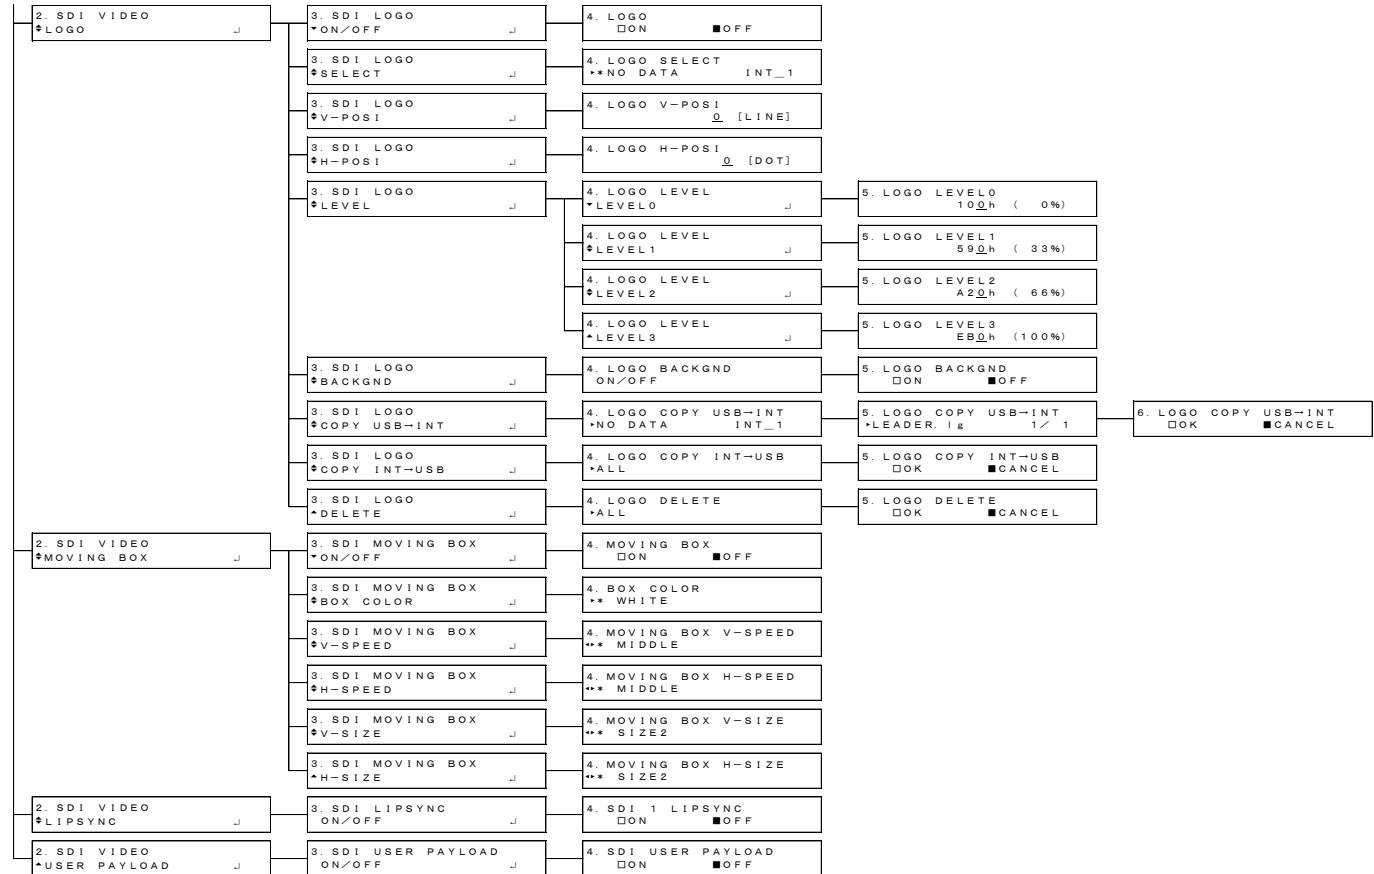 2. SDI VIDEO
LOGO
3. SDI LOGO
ON/OFF
4. LOGO
□ON ■OFF
3. SDI LOGO
SELECT
4. LOGO SELECT
*NO DATA INT_1
3. SDI LOGO
V-POSI
4. LOGO V-POSI
0 [LINE]
3. SDI LOGO
H-POSI
4. LOGO H-POSI
0 [DOT]
3. SDI LOGO
LEVEL
4. LOGO LEVEL
LEVEL0
5. LOGO LEVEL0
100h ( 0%)
4. LOGO LEVEL
LEVEL1
5. LOGO LEVEL1
590h ( 33%)
4. LOGO LEVEL
LEVEL2
5. LOGO LEVEL2
A20h ( 66%)
4. LOGO LEVEL
LEVEL3
5. LOGO LEVEL3
EB0h (100%)
3. SDI LOGO
BACKGND
4. LOGO BACKGND
ON/OFF
5. LOGO BACKGND
□ON ■OFF
3. SDI LOGO
COPY USB→INT
4. LOGO COPY USB→INT
NO DATA INT_1
5. LOGO COPY USB→INT
LEADER.lg 1/ 1
6. LOGO COPY USB→INT
□OK ■CANCEL
3. SDI LOGO
COPY INT→USB
4. LOGO COPY INT→USB
ALL
5. LOGO COPY INT→USB
□OK ■CANCEL
3. SDI LOGO
DELETE
4. LOGO DELETE
ALL
5. LOGO DELETE
□OK ■CANCEL
2. SDI VIDEO
MOVING BOX
3. SDI MOVING BOX
ON/OFF
4. MOVING BOX
□ON ■OFF
3. SDI MOVING BOX
BOX COLOR
4. BOX COLOR
* WHITE
3. SDI MOVING BOX
V-SPEED
4. MOVING BOX V-SPEED
* MIDDLE
3. SDI MOVING BOX
H-SPEED
4. MOVING BOX H-SPEED
* MIDDLE
3. SDI MOVING BOX
V-SIZE
4. MOVING BOX V-SIZE
* SIZE2
3. SDI MOVING BOX
H-SIZE
4. MOVING BOX H-SIZE
* SIZE2
2. SDI VIDEO
LIPSYNC
3. SDI LIPSYNC
ON/OFF
4. SDI 1 LIPSYNC
□ON ■OFF
2. SDI VIDEO
USER PAYLOAD
3. SDI USER PAYLOAD
ON/OFF
4. SDI USER PAYLOAD
□ON ■OFF